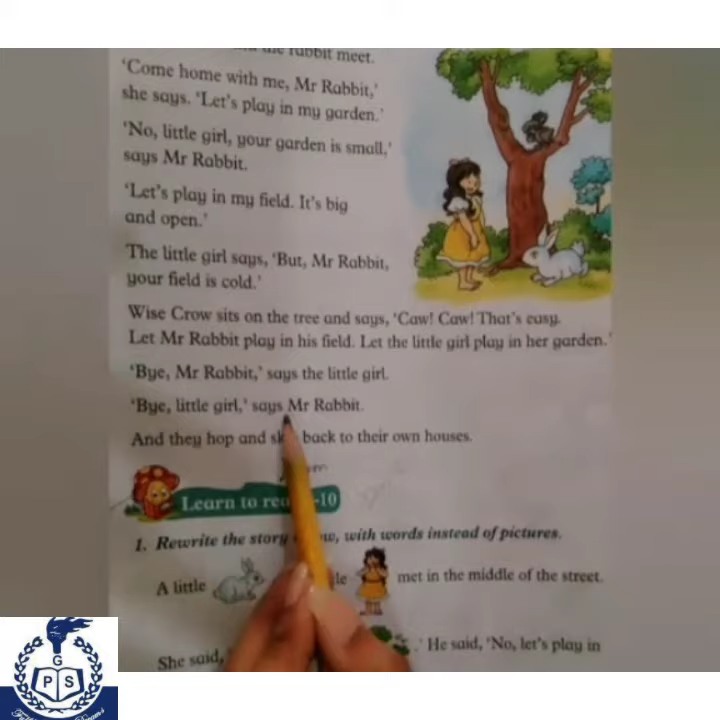 the rabbit meet.
'Come home with me, Mr Rabbit,'
she says. 'Let's play in my garden.'
'No, little girl, your garden is small,'
says Mr Rabbit.
'Let's play in my field. It's big
and open.'
The little girl says, 'But, Mr Rabbit,
your field is cold.'
Wise Crow sits on the tree and says, 'Caw! Caw! That's easy.
Let Mr Rabbit play in his field. Let the little girl play in her garden.'
'Bye, Mr Rabbit,' says the little girl.
'Bye, little girl,' says Mr Rabbit.
And they hop and back to their own houses.
Learn to -10
1. Rewrite the story with words instead of pictures.
A little met in the middle of the street.
She said, .' He said, 'No, let's play in
G
P S